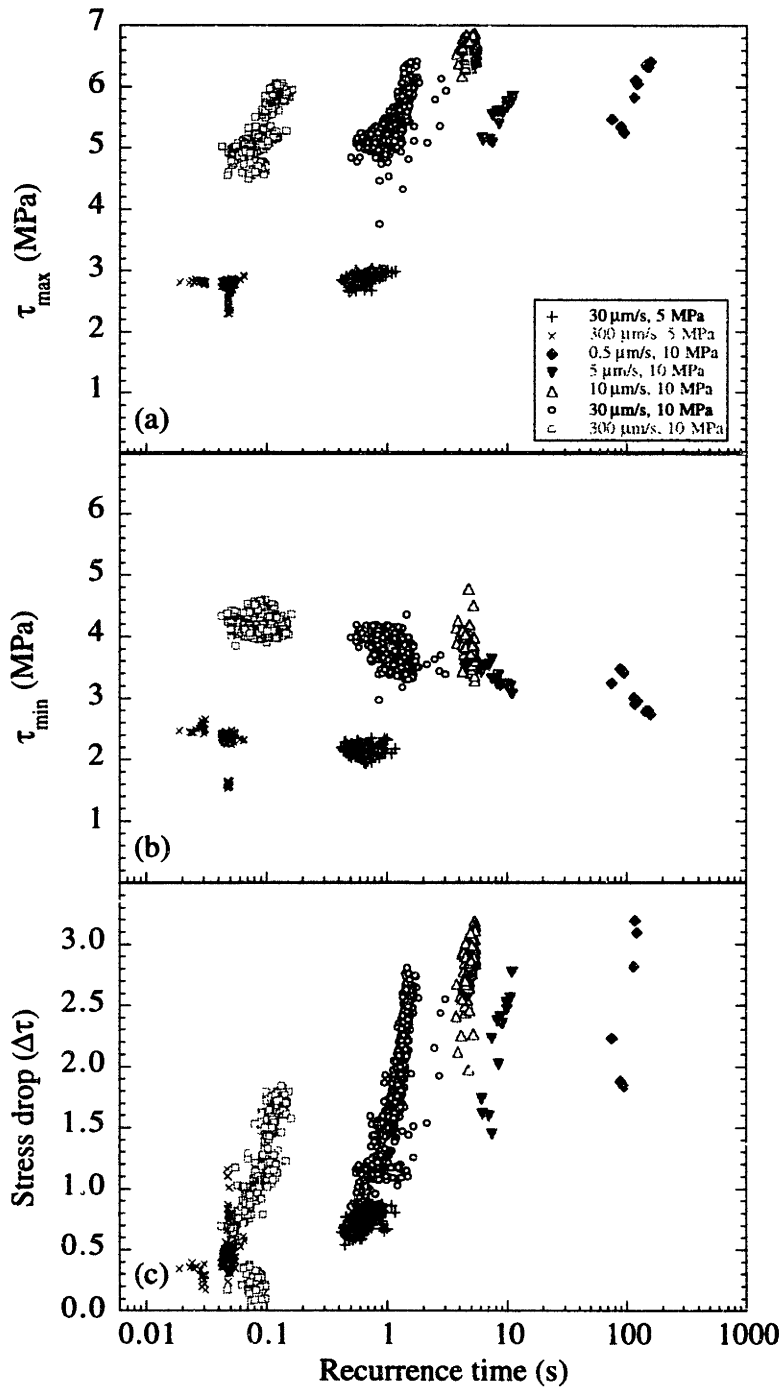 7
6
5
4
3
2
1
τmax (MPa)
(a)
+ 30 μm/s, 5 MPa
× 300 μm/s, 5 MPa
◆ 0.5 μm/s, 10 MPa
▼ 5 μm/s, 10 MPa
△ 10 μm/s, 10 MPa
○ 30 μm/s, 10 MPa
□ 300 μm/s, 10 MPa
6
5
4
3
2
1
τmin (MPa)
(b)
3.0
2.5
2.0
1.5
1.0
0.5
0.0
Stress drop (Δτ)
(c)
0.01 0.1 1 10 100 1000
Recurrence time (s)